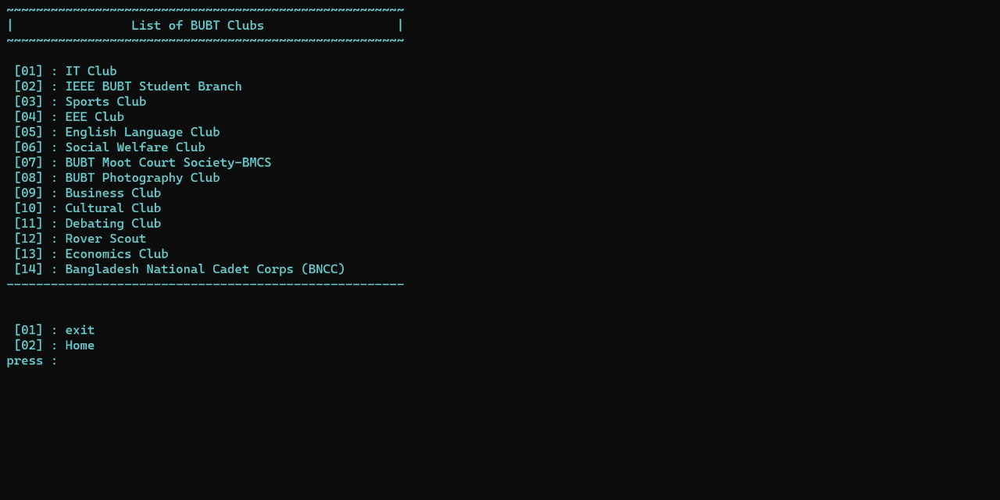 ~~~~~~~~~~~~~~~~~~~~~~~~~~~~~~~~~~~~~~~~~~~~~~~~~~~~~~
|                List of BUBT Clubs                  |
~~~~~~~~~~~~~~~~~~~~~~~~~~~~~~~~~~~~~~~~~~~~~~~~~~~~~~
[01] : IT Club
[02] : IEEE BUBT Student Branch
[03] : Sports Club
[04] : EEE Club
[05] : English Language Club
[06] : Social Welfare Club
[07] : BUBT Moot Court Society-BMCS
[08] : BUBT Photography Club
[09] : Business Club
[10] : Cultural Club
[11] : Debating Club
[12] : Rover Scout
[13] : Economics Club
[14] : Bangladesh National Cadet Corps (BNCC)
------------------------------------------------------
[01] : exit
[02] : Home
press :